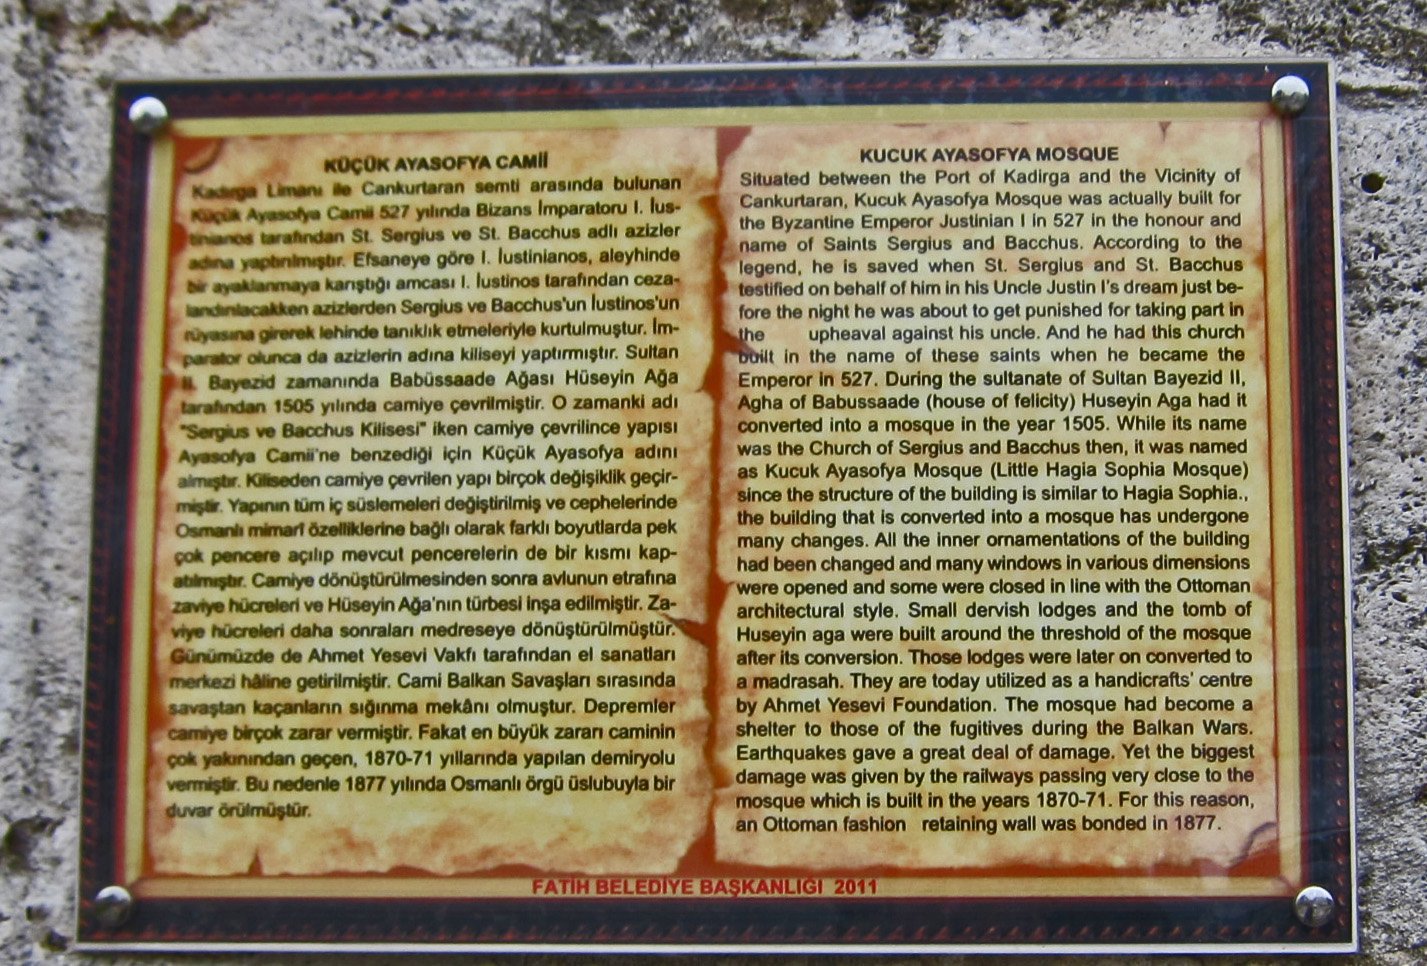 KÜÇÜK AYASOFYA CAMİİ
Kadırga Limanı ile Cankurtaran semti arasında bulunan
Küçük Ayasofya Camii 527 yılında Bizans İmparatoru I. İus-
tinianos tarafından St. Sergius ve St. Bacchus adlı azizler
adına yaptırılmıştır. Efsaneye göre I. İustinianos, aleyhinde
bir ayaklanmaya karıştığı amcası I. İustinos tarafından ceza-
landırılacakken azizlerden Sergius ve Bacchus'un İustinos'un
rüyasına girerek lehinde tanıklık etmeleriyle kurtulmuştur. İm-
parator olunca da azizlerin adına kiliseyi yaptırmıştır. Sultan
II. Bayezid zamanında Babüssaade Ağası Hüseyin Ağa
tarafından 1505 yılında camiye çevrilmiştir. O zamanki adı
"Sergius ve Bacchus Kilisesi" iken camiye çevrilince yapısı
Ayasofya Camii'ne benzediği için Küçük Ayasofya adını
almıştır. Kiliseden camiye çevrilen yapı birçok değişiklik geçir-
miştir. Yapının tüm iç süslemeleri değiştirilmiş ve cephelerinde
Osmanlı mimarî özelliklerine bağlı olarak farklı boyutlarda pek
çok pencere açılıp mevcut pencerelerin de bir kısmı kap-
atılmıştır. Camiye dönüştürülmesinden sonra avlunun etrafına
zaviye hücreleri ve Hüseyin Ağa'nın türbesi inşa edilmiştir. Za-
viye hücreleri daha sonraları medreseye dönüştürülmüştür.
Günümüzde de Ahmet Yesevi Vakfı tarafından el sanatları
merkezi hâline getirilmiştir. Cami Balkan Savaşları sırasında
savaştan kaçanların sığınma mekânı olmuştur. Depremler
camiye birçok zarar vermiştir. Fakat en büyük zararı caminin
çok yakınından geçen, 1870-71 yıllarında yapılan demiryolu
vermiştir. Bu nedenle 1877 yılında Osmanlı örgü üslubuyla bir
duvar örülmüştür.
KUCUK AYASOFYA MOSQUE
Situated between the Port of Kadirga and the Vicinity of
Cankurtaran, Kucuk Ayasofya Mosque was actually built for
the Byzantine Emperor Justinian I in 527 in the honour and
name of Saints Sergius and Bacchus. According to the
legend, he is saved when St. Sergius and St. Bacchus
testified on behalf of him in his Uncle Justin I's dream just be-
fore the night he was about to get punished for taking part in
the upheaval against his uncle. And he had this church
built in the name of these saints when he became the
Emperor in 527. During the sultanate of Sultan Bayezid II,
Agha of Babussaade (house of felicity) Huseyin Aga had it
converted into a mosque in the year 1505. While its name
was the Church of Sergius and Bacchus then, it was named
as Kucuk Ayasofya Mosque (Little Hagia Sophia Mosque)
since the structure of the building is similar to Hagia Sophia.,
the building that is converted into a mosque has undergone
many changes. All the inner ornamentations of the building
had been changed and many windows in various dimensions
were opened and some were closed in line with the Ottoman
architectural style. Small dervish lodges and the tomb of
Huseyin aga were built around the threshold of the mosque
after its conversion. Those lodges were later on converted to
a madrasah. They are today utilized as a handicrafts' centre
by Ahmet Yesevi Foundation. The mosque had become a
shelter to those of the fugitives during the Balkan Wars.
Earthquakes gave a great deal of damage. Yet the biggest
damage was given by the railways passing very close to the
mosque which is built in the years 1870-71. For this reason,
an Ottoman fashion retaining wall was bonded in 1877.
FATİH BELEDİYE BAŞKANLIĞI 2011